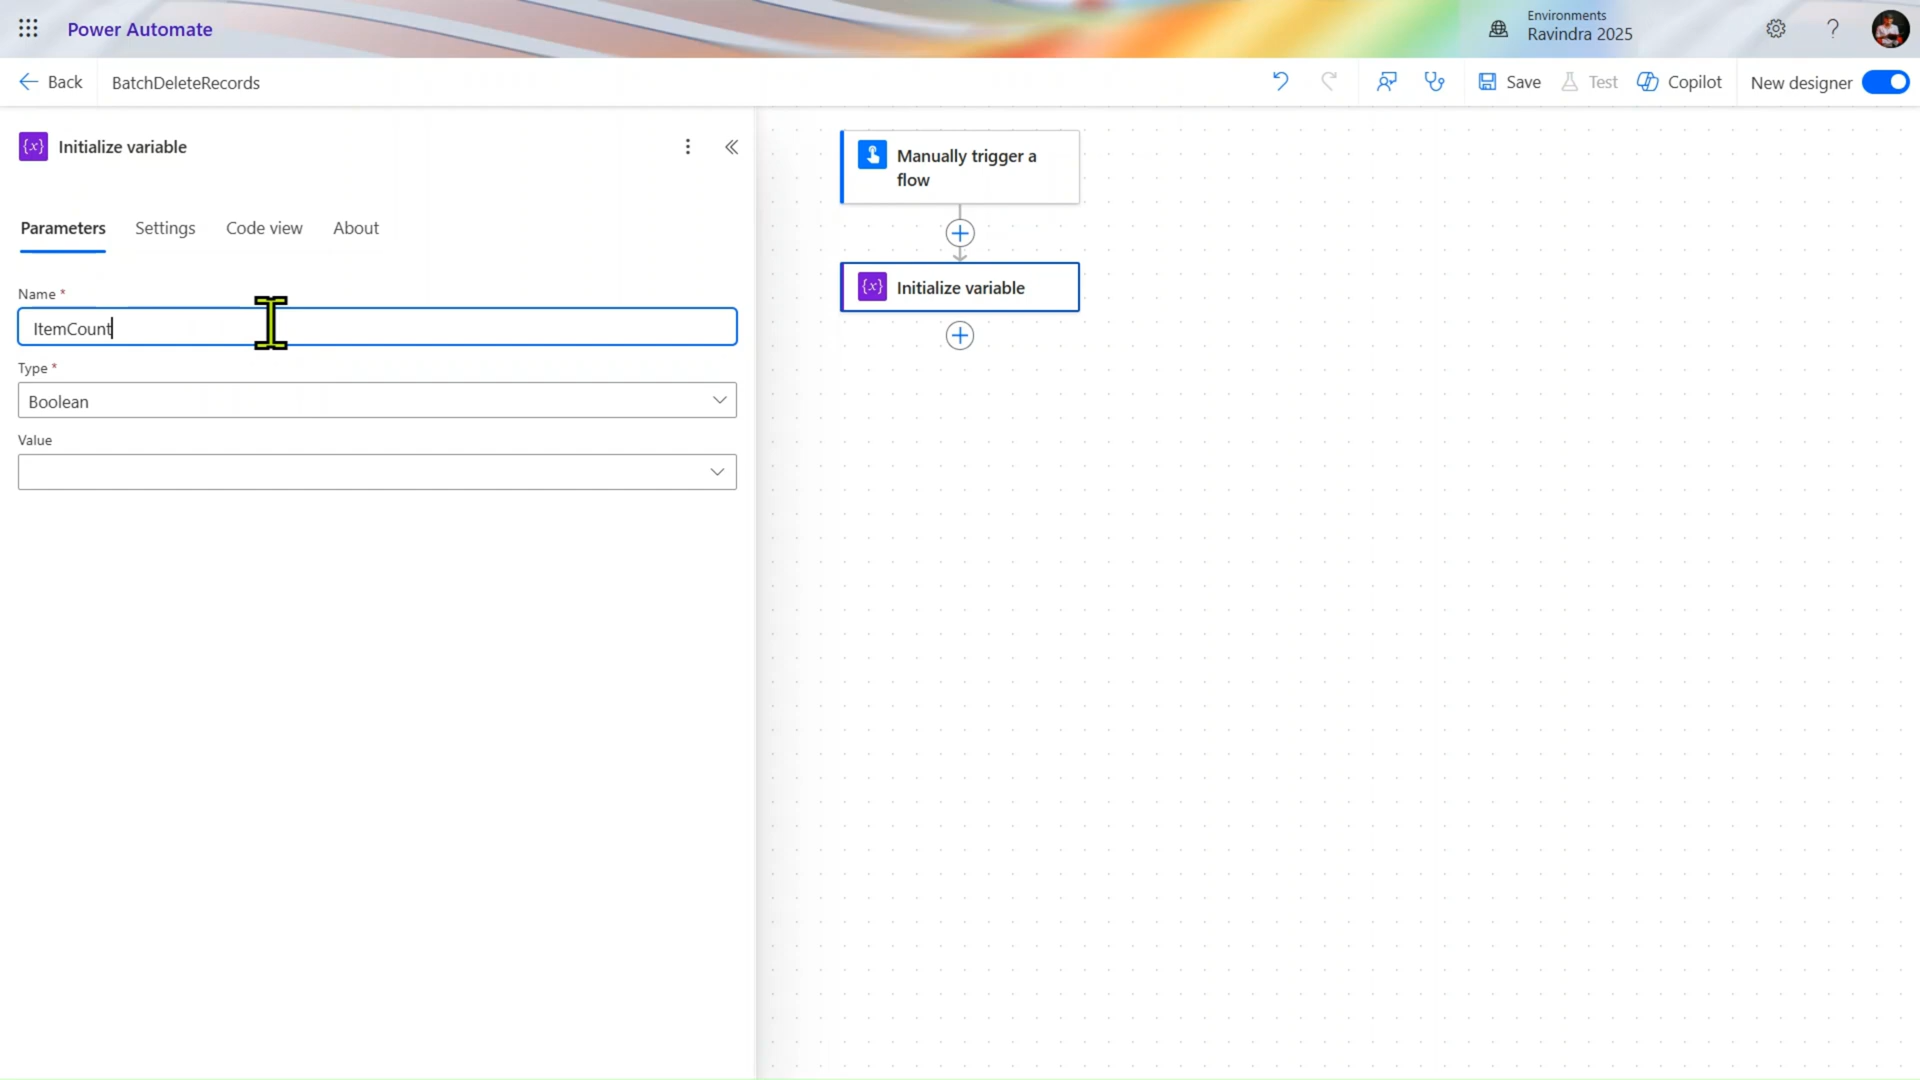 Power Automate
Environments
Ravindra 2025
?
Back
BatchDeleteRecords
Save
Test
Copilot
New designer
{x}
Initialize variable
Parameters
Settings
Code view
About
Name *
ItemCount
Type *
Boolean
Value
Manually trigger a
flow
{x}
Initialize variable